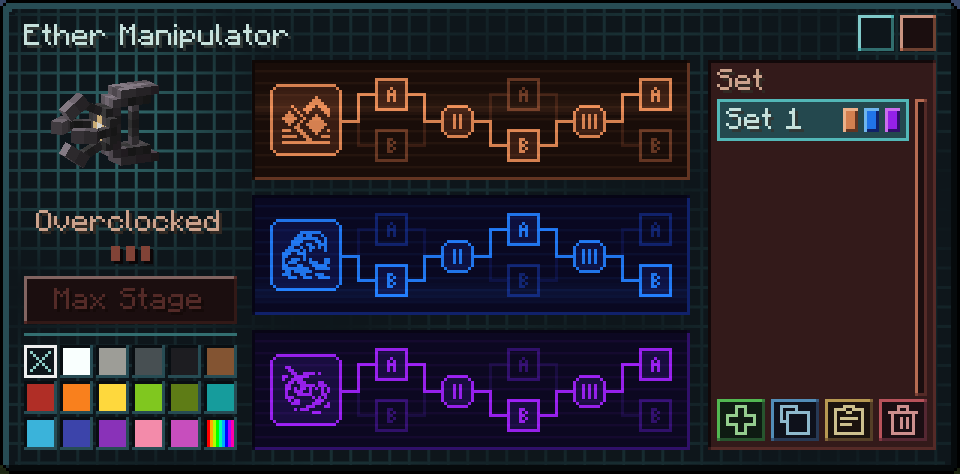 Ether Manipulator
Overclocked
Max Stage
A A A
II III
B B B
A A A
II III
B B B
A A A
II III
B B B
Set
Set 1